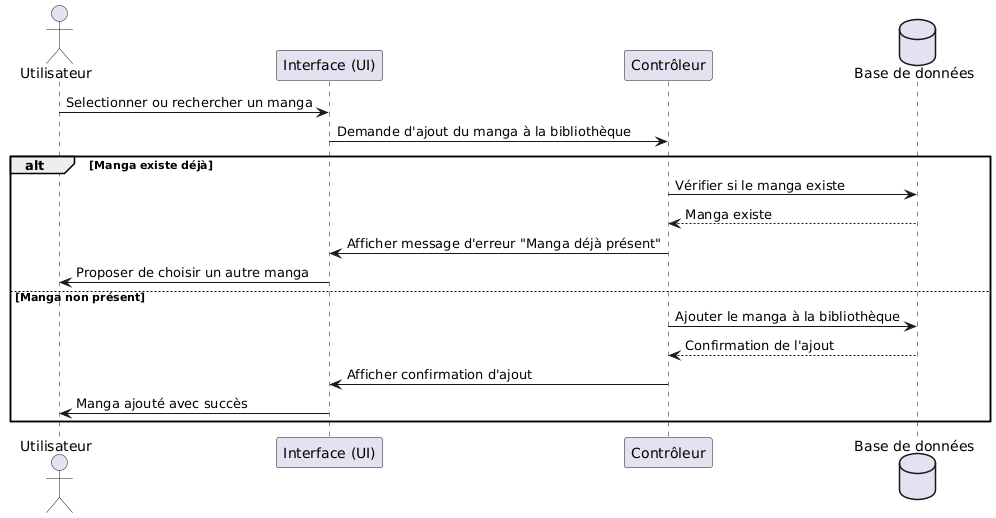 Utilisateur
Interface (UI)
Contrôleur
Base de données
Selectionner ou rechercher un manga
Demande d'ajout du manga à la bibliothèque
alt
[Manga existe déjà]
Vérifier si le manga existe
Manga existe
Afficher message d'erreur "Manga déjà présent"
Proposer de choisir un autre manga
[Manga non présent]
Ajouter le manga à la bibliothèque
Confirmation de l'ajout
Afficher confirmation d'ajout
Manga ajouté avec succès
Utilisateur
Interface (UI)
Contrôleur
Base de données